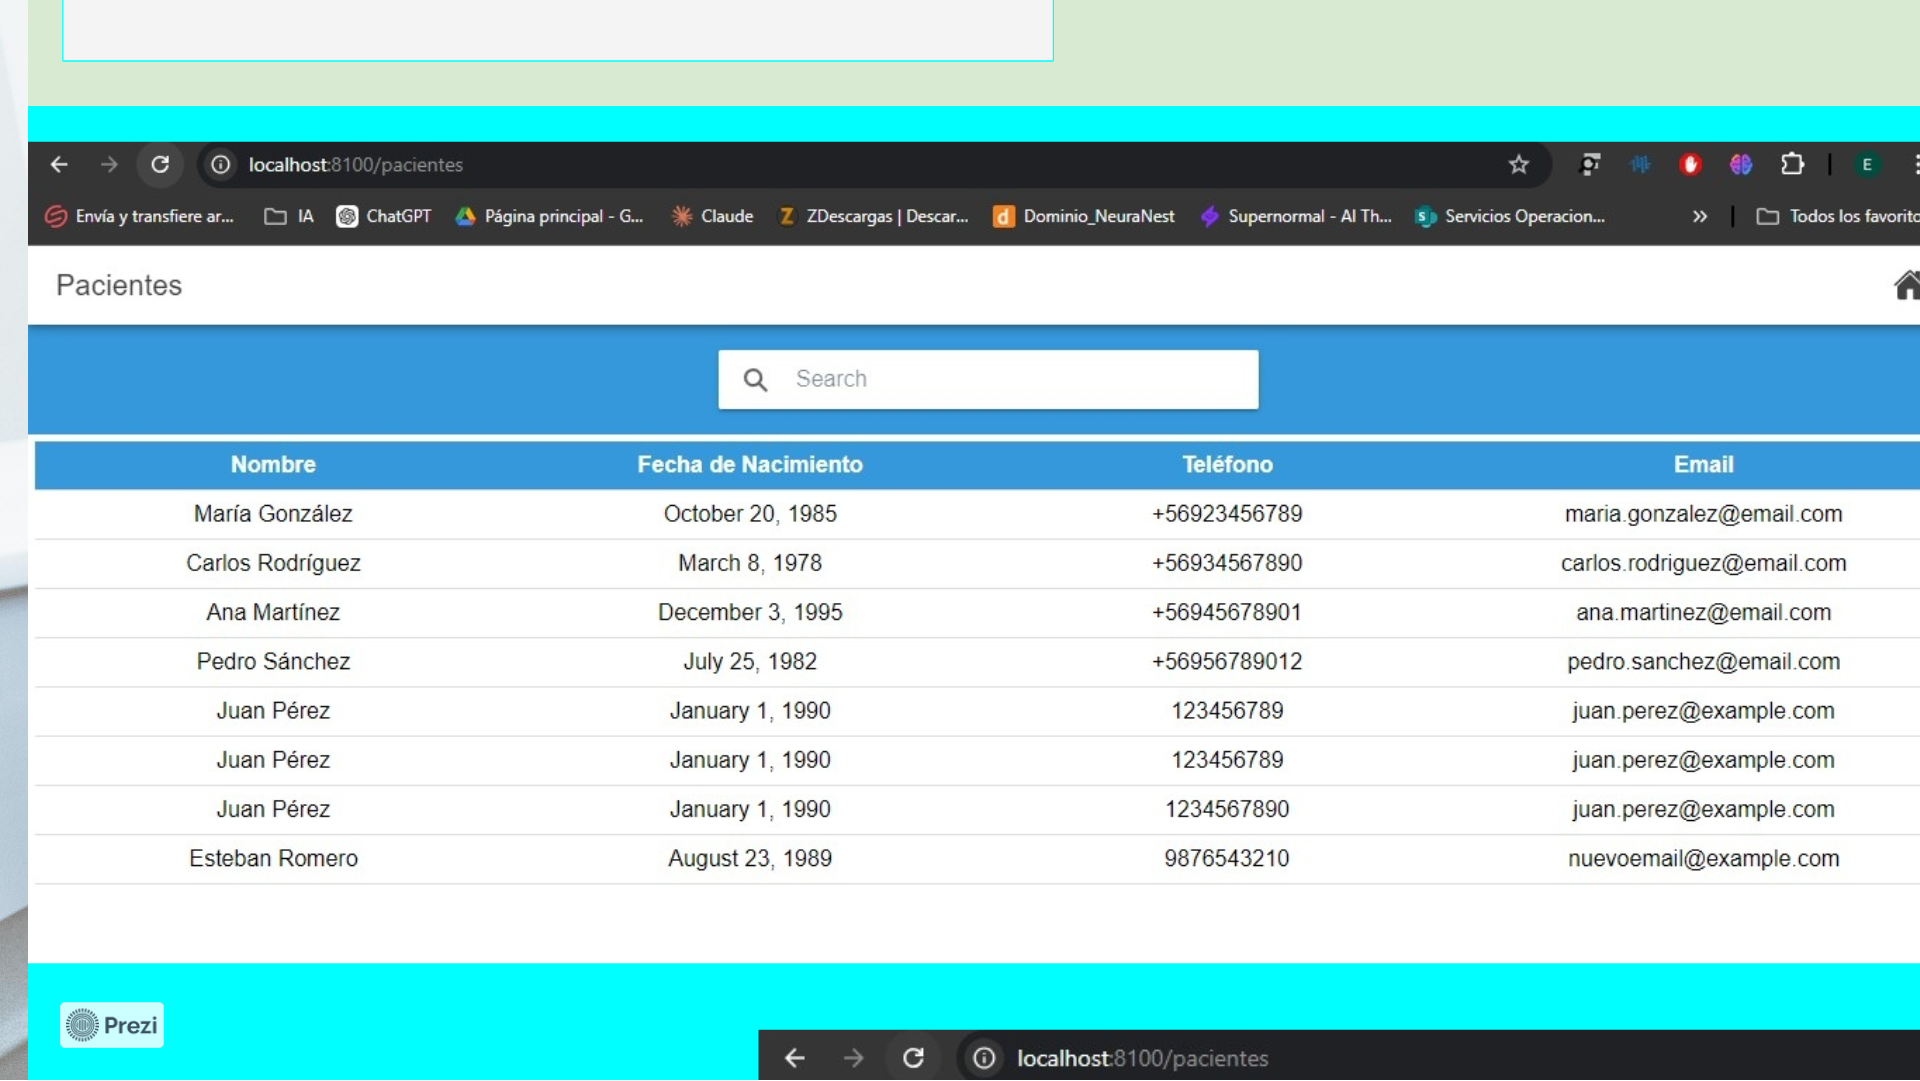 localhost:8100/pacientes
Envía y transfiere ar... IA ChatGPT Página principal - G... Claude ZDescargas | Descar... Dominio_NeuraNest Supernormal - AI Th... Servicios Operacion... » Todos los favorito
Pacientes
Search
Nombre Fecha de Nacimiento Teléfono Email
María González October 20, 1985 +56923456789 maria.gonzalez@email.com
Carlos Rodríguez March 8, 1978 +56934567890 carlos.rodriguez@email.com
Ana Martínez December 3, 1995 +56945678901 ana.martinez@email.com
Pedro Sánchez July 25, 1982 +56956789012 pedro.sanchez@email.com
Juan Pérez January 1, 1990 123456789 juan.perez@example.com
Juan Pérez January 1, 1990 123456789 juan.perez@example.com
Juan Pérez January 1, 1990 1234567890 juan.perez@example.com
Esteban Romero August 23, 1989 9876543210 nuevoemail@example.com
Prezi
localhost:8100/pacientes